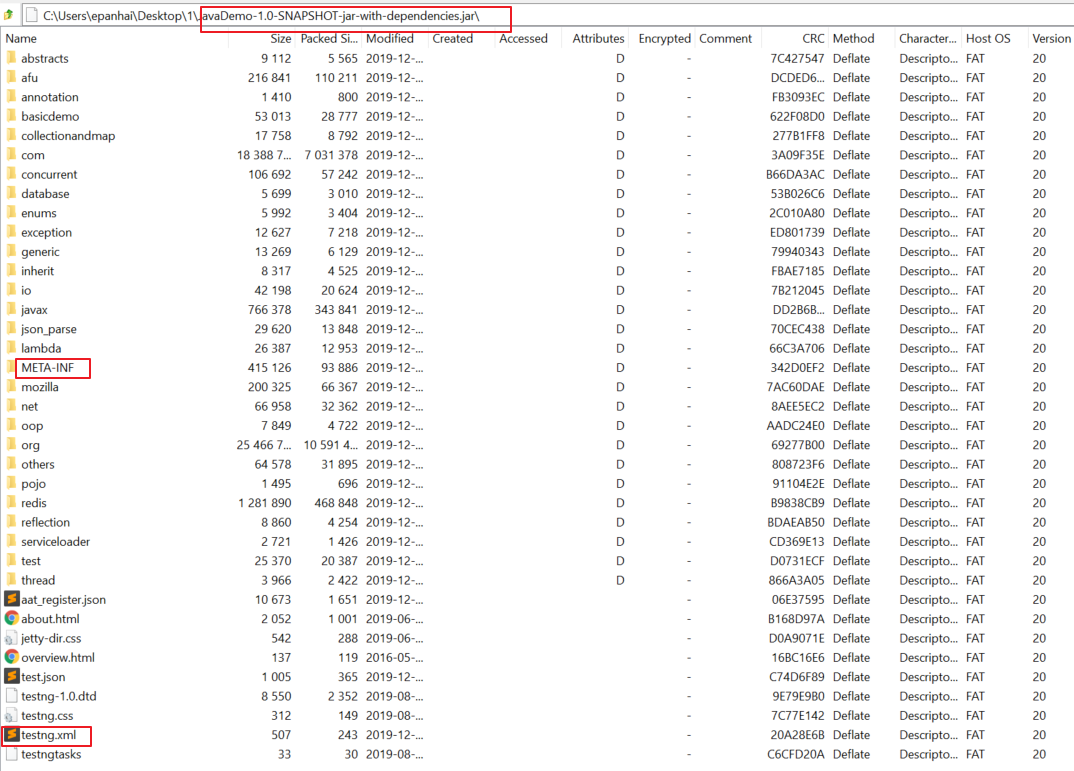 C:\Users\epanhai\Desktop\1\JavaDemo-1.0-SNAPSHOT-jar-with-dependencies.jar\
Name Size Packed Si... Modified Created Accessed Attributes Encrypted Comment CRC Method Character... Host OS Version
abstracts 9 112 5 565 2019-12-... D - 7C427547 Deflate Descripto... FAT 20
afu 216 841 110 211 2019-12-... D - DCDED6... Deflate Descripto... FAT 20
annotation 1 410 800 2019-12-... D - FB3093EC Deflate Descripto... FAT 20
basicdemo 53 013 28 777 2019-12-... D - 622F08D0 Deflate Descripto... FAT 20
collectionandmap 17 758 8 792 2019-12-... D - 277B1FF8 Deflate Descripto... FAT 20
com 18 388 7... 7 031 378 2019-12-... D - 3A09F35E Deflate Descripto... FAT 20
concurrent 106 692 57 242 2019-12-... D - B66DA3AC Deflate Descripto... FAT 20
database 5 699 3 010 2019-12-... D - 53B026C6 Deflate Descripto... FAT 20
enums 5 992 3 404 2019-12-... D - 2C010A80 Deflate Descripto... FAT 20
exception 12 627 7 218 2019-12-... D - ED801739 Deflate Descripto... FAT 20
generic 13 269 6 129 2019-12-... D - 79940343 Deflate Descripto... FAT 20
inherit 8 317 4 525 2019-12-... D - FBAE7185 Deflate Descripto... FAT 20
io 42 198 20 624 2019-12-... D - 7B212045 Deflate Descripto... FAT 20
javax 766 378 343 841 2019-12-... D - DD2B6B... Deflate Descripto... FAT 20
json_parse 29 620 13 848 2019-12-... D - 70CEC438 Deflate Descripto... FAT 20
lambda 26 387 12 953 2019-12-... D - 66C3A706 Deflate Descripto... FAT 20
META-INF 415 126 93 886 2019-12-... D - 342D0EF2 Deflate Descripto... FAT 20
mozilla 200 325 66 367 2019-12-... D - 7AC60DAE Deflate Descripto... FAT 20
net 66 958 32 362 2019-12-... D - 8AEE5EC2 Deflate Descripto... FAT 20
oop 7 849 4 722 2019-12-... D - AADC24E0 Deflate Descripto... FAT 20
org 25 466 7... 10 591 4... 2019-12-... D - 69277B00 Deflate Descripto... FAT 20
others 64 578 31 895 2019-12-... D - 808723F6 Deflate Descripto... FAT 20
pojo 1 495 696 2019-12-... D - 91104E2E Deflate Descripto... FAT 20
redis 1 281 890 468 848 2019-12-... D - B9838CB9 Deflate Descripto... FAT 20
reflection 8 860 4 254 2019-12-... D - BDAEAB50 Deflate Descripto... FAT 20
serviceloader 2 721 1 426 2019-12-... D - CD369E13 Deflate Descripto... FAT 20
test 25 370 20 387 2019-12-... D - D0731ECF Deflate Descripto... FAT 20
thread 3 966 2 422 2019-12-... D - 866A3A05 Deflate Descripto... FAT 20
aat_register.json 10 673 1 651 2019-12-... - 06E37595 Deflate Descripto... FAT 20
about.html 2 052 1 001 2019-06-... - B168D97A Deflate Descripto... FAT 20
jetty-dir.css 542 288 2019-06-... - D0A9071E Deflate Descripto... FAT 20
overview.html 137 119 2016-05-... - 16BC16E6 Deflate Descripto... FAT 20
test.json 1 005 365 2019-12-... - C74D6F89 Deflate Descripto... FAT 20
testng-1.0.dtd 8 550 2 352 2019-08-... - 9E79E9B0 Deflate Descripto... FAT 20
testng.css 312 149 2019-08-... - 7C77E142 Deflate Descripto... FAT 20
testng.xml 507 243 2019-12-... - 20A28E6B Deflate Descripto... FAT 20
testngtasks 33 30 2019-08-... - C6CFD20A Deflate Descripto... FAT 20